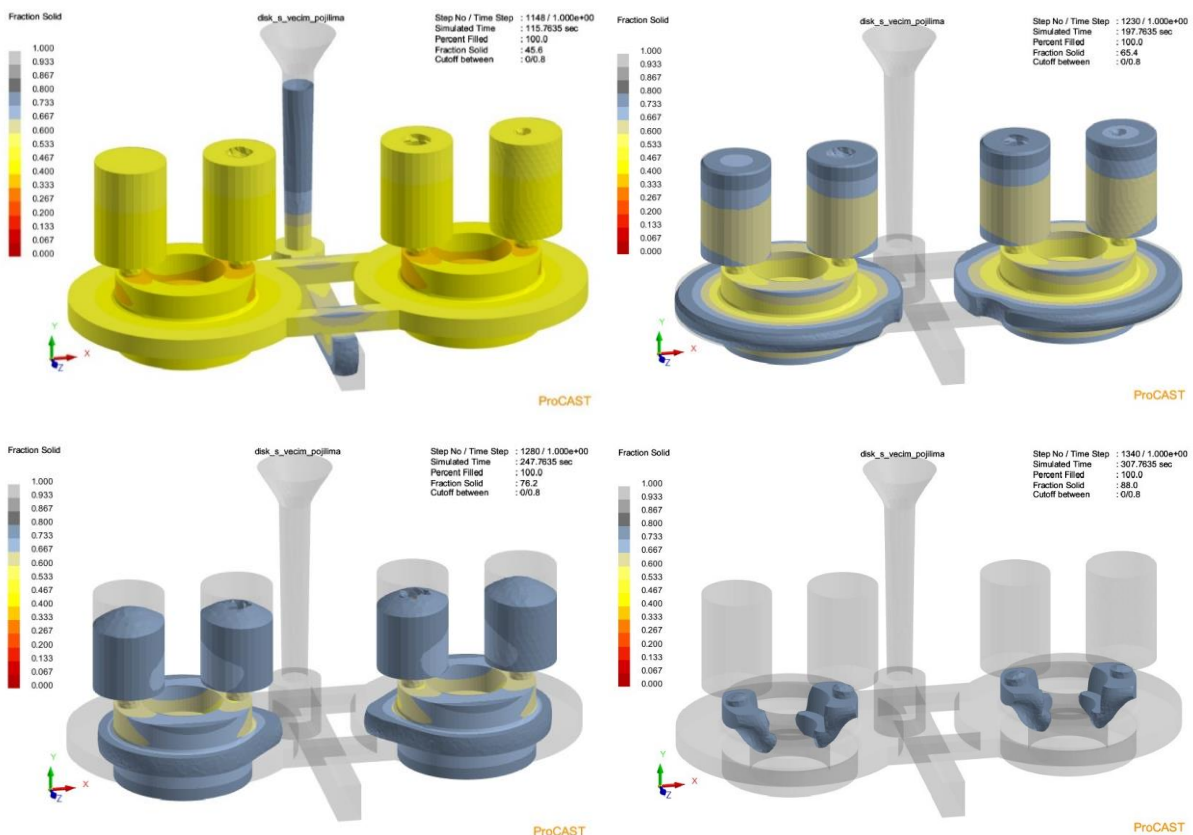 Fraction Solid
disk_s_vecim_pojilima
Step No / Time Step : 1148 / 1.000e+00
Simulated Time : 115.7635 sec
Percent Filled : 100.0
Fraction Solid : 45.6
Cutoff between : 0/0.8
1.000
0.933
0.867
0.800
0.733
0.667
0.600
0.533
0.467
0.400
0.333
0.267
0.200
0.133
0.067
0.000
Y
X
Z
ProCAST
Fraction Solid
disk_s_vecim_pojilima
Step No / Time Step : 1230 / 1.000e+00
Simulated Time : 197.7635 sec
Percent Filled : 100.0
Fraction Solid : 65.4
Cutoff between : 0/0.8
1.000
0.933
0.867
0.800
0.733
0.667
0.600
0.533
0.467
0.400
0.333
0.267
0.200
0.133
0.067
0.000
Y
X
Z
ProCAST
Fraction Solid
disk_s_vecim_pojilima
Step No / Time Step : 1280 / 1.000e+00
Simulated Time : 247.7635 sec
Percent Filled : 100.0
Fraction Solid : 76.2
Cutoff between : 0/0.8
1.000
0.933
0.867
0.800
0.733
0.667
0.600
0.533
0.467
0.400
0.333
0.267
0.200
0.133
0.067
0.000
Y
X
Z
ProCAST
Fraction Solid
disk_s_vecim_pojilima
Step No / Time Step : 1340 / 1.000e+00
Simulated Time : 307.7635 sec
Percent Filled : 100.0
Fraction Solid : 88.0
Cutoff between : 0/0.8
1.000
0.933
0.867
0.800
0.733
0.667
0.600
0.533
0.467
0.400
0.333
0.267
0.200
0.133
0.067
0.000
Y
X
Z
ProCAST